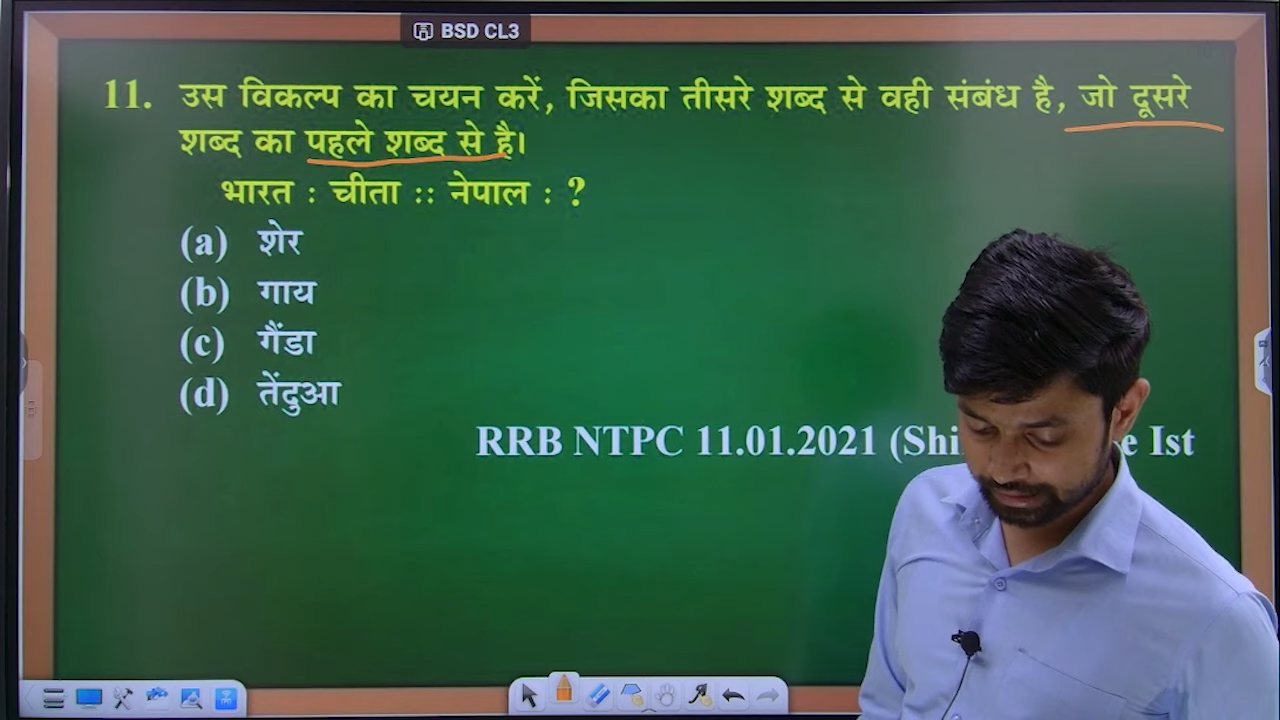 BSD CL3
11. उस विकल्प का चयन करें, जिसका तीसरे शब्द से वही संबंध है, जो दूसरे
शब्द का पहले शब्द से है।
भारत : चीता :: नेपाल : ?
(a) शेर
(b) गाय
(c) गैंडा
(d) तेंदुआ
RRB NTPC 11.01.2021 Ist